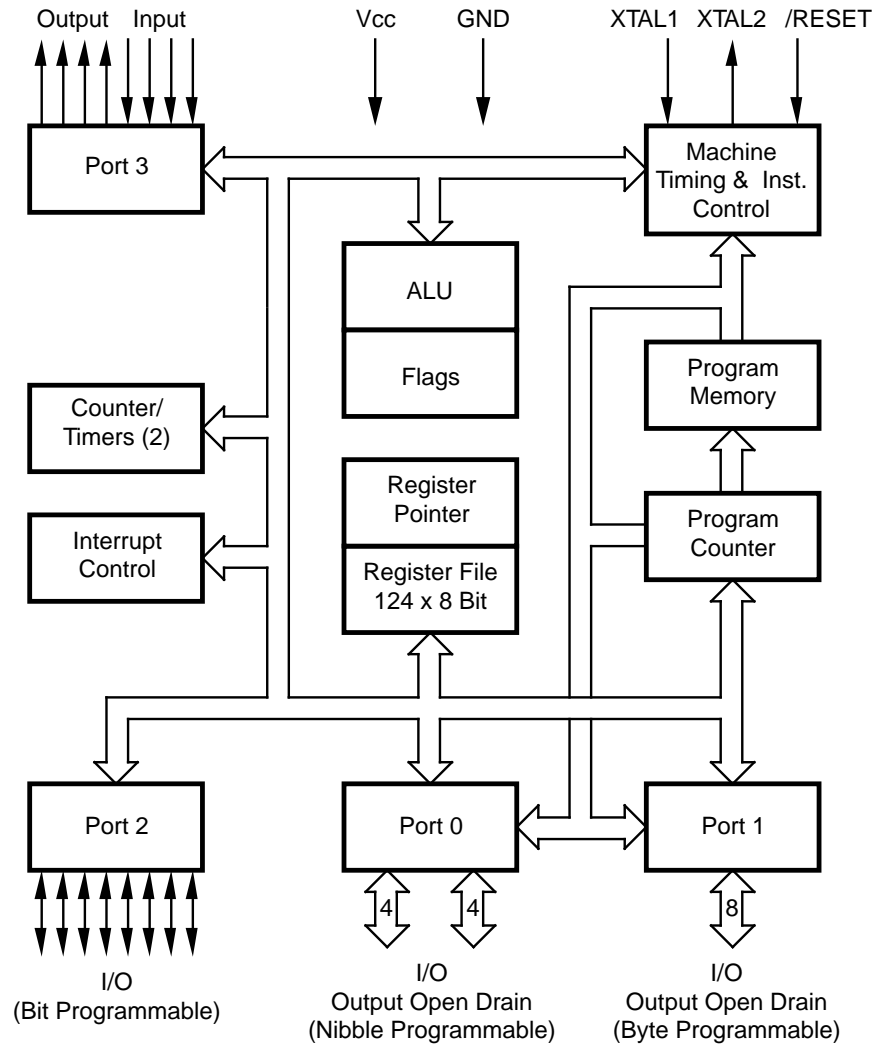 Output Input Vcc GND XTAL1 XTAL2 /RESET
Port 3
Machine
Timing & Inst.
Control
ALU
Flags
Program
Memory
Counter/
Timers (2)
Register
Pointer
Program
Counter
Interrupt
Control
Register File
124 x 8 Bit
Port 2
Port 0
Port 1
4 4 8
I/O
(Bit Programmable)
I/O
Output Open Drain
(Nibble Programmable)
I/O
Output Open Drain
(Byte Programmable)